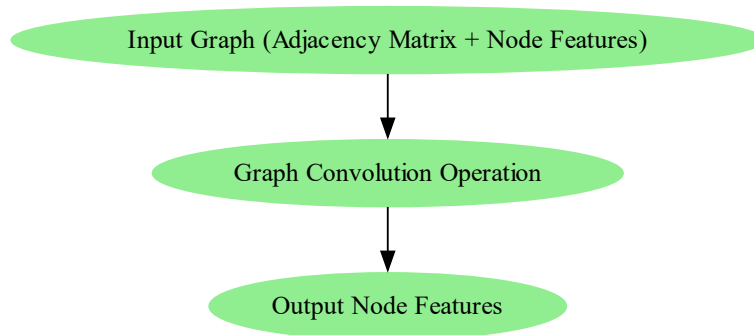 Input Graph (Adjacency Matrix + Node Features)
Graph Convolution Operation
Output Node Features